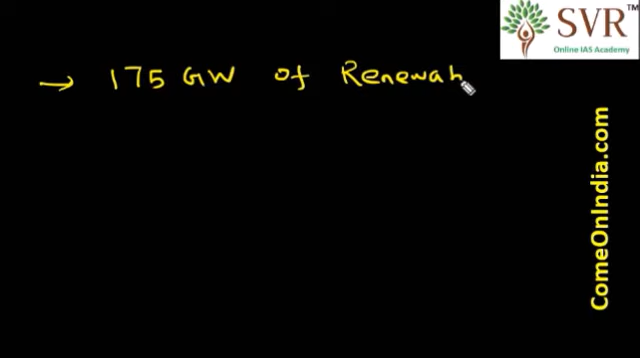 SVR™
Online IAS Academy
→ 175 GW of Renewab
ComeOnIndia.com